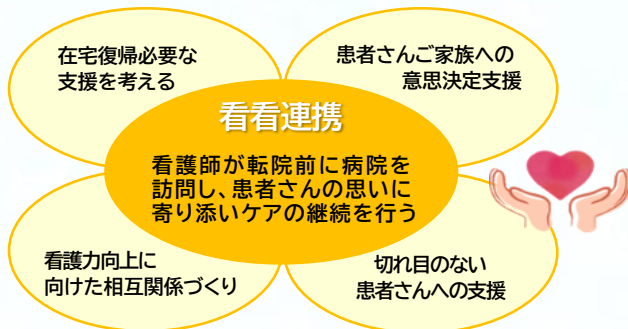 在宅復帰必要な
支援を考える
患者さんご家族への
意思決定支援
看看連携
看護師が転院前に病院を
訪問し、患者さんの思いに
寄り添いケアの継続を行う
看護力向上に
向けた相互関係づくり
切れ目のない
患者さんへの支援